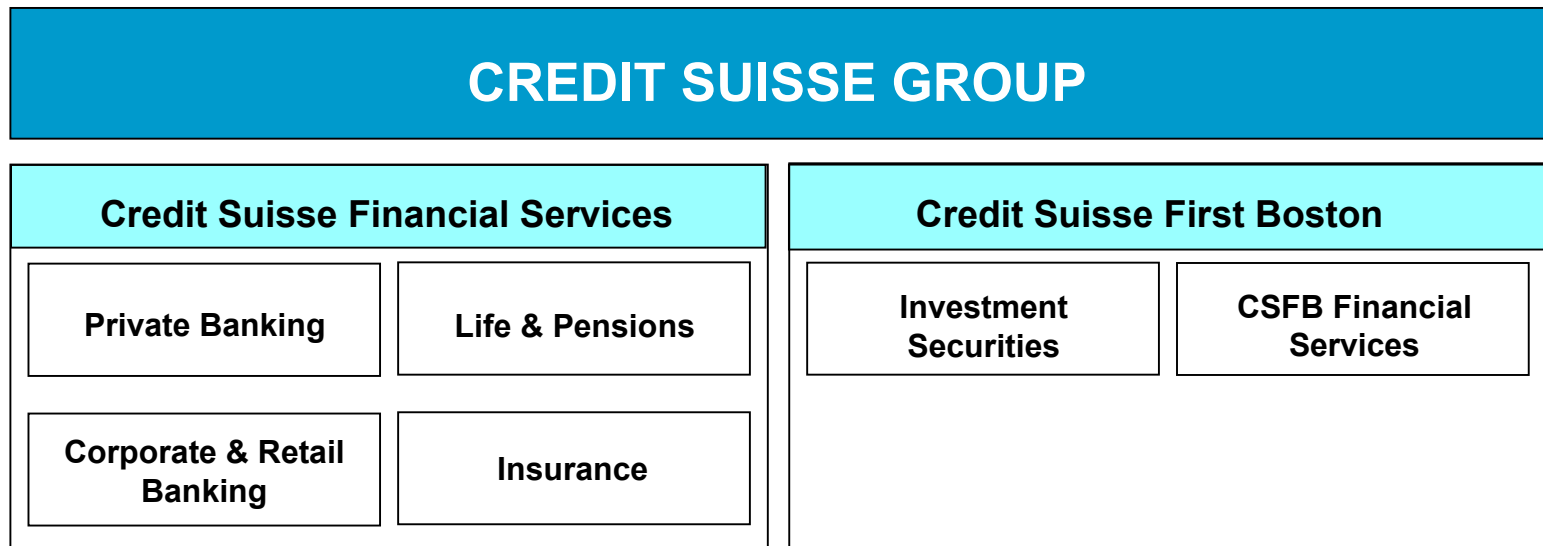 CREDIT SUISSE GROUP
Credit Suisse Financial Services
Private Banking
Life & Pensions
Corporate & Retail
Banking
Insurance
Credit Suisse First Boston
Investment
Securities
CSFB Financial
Services